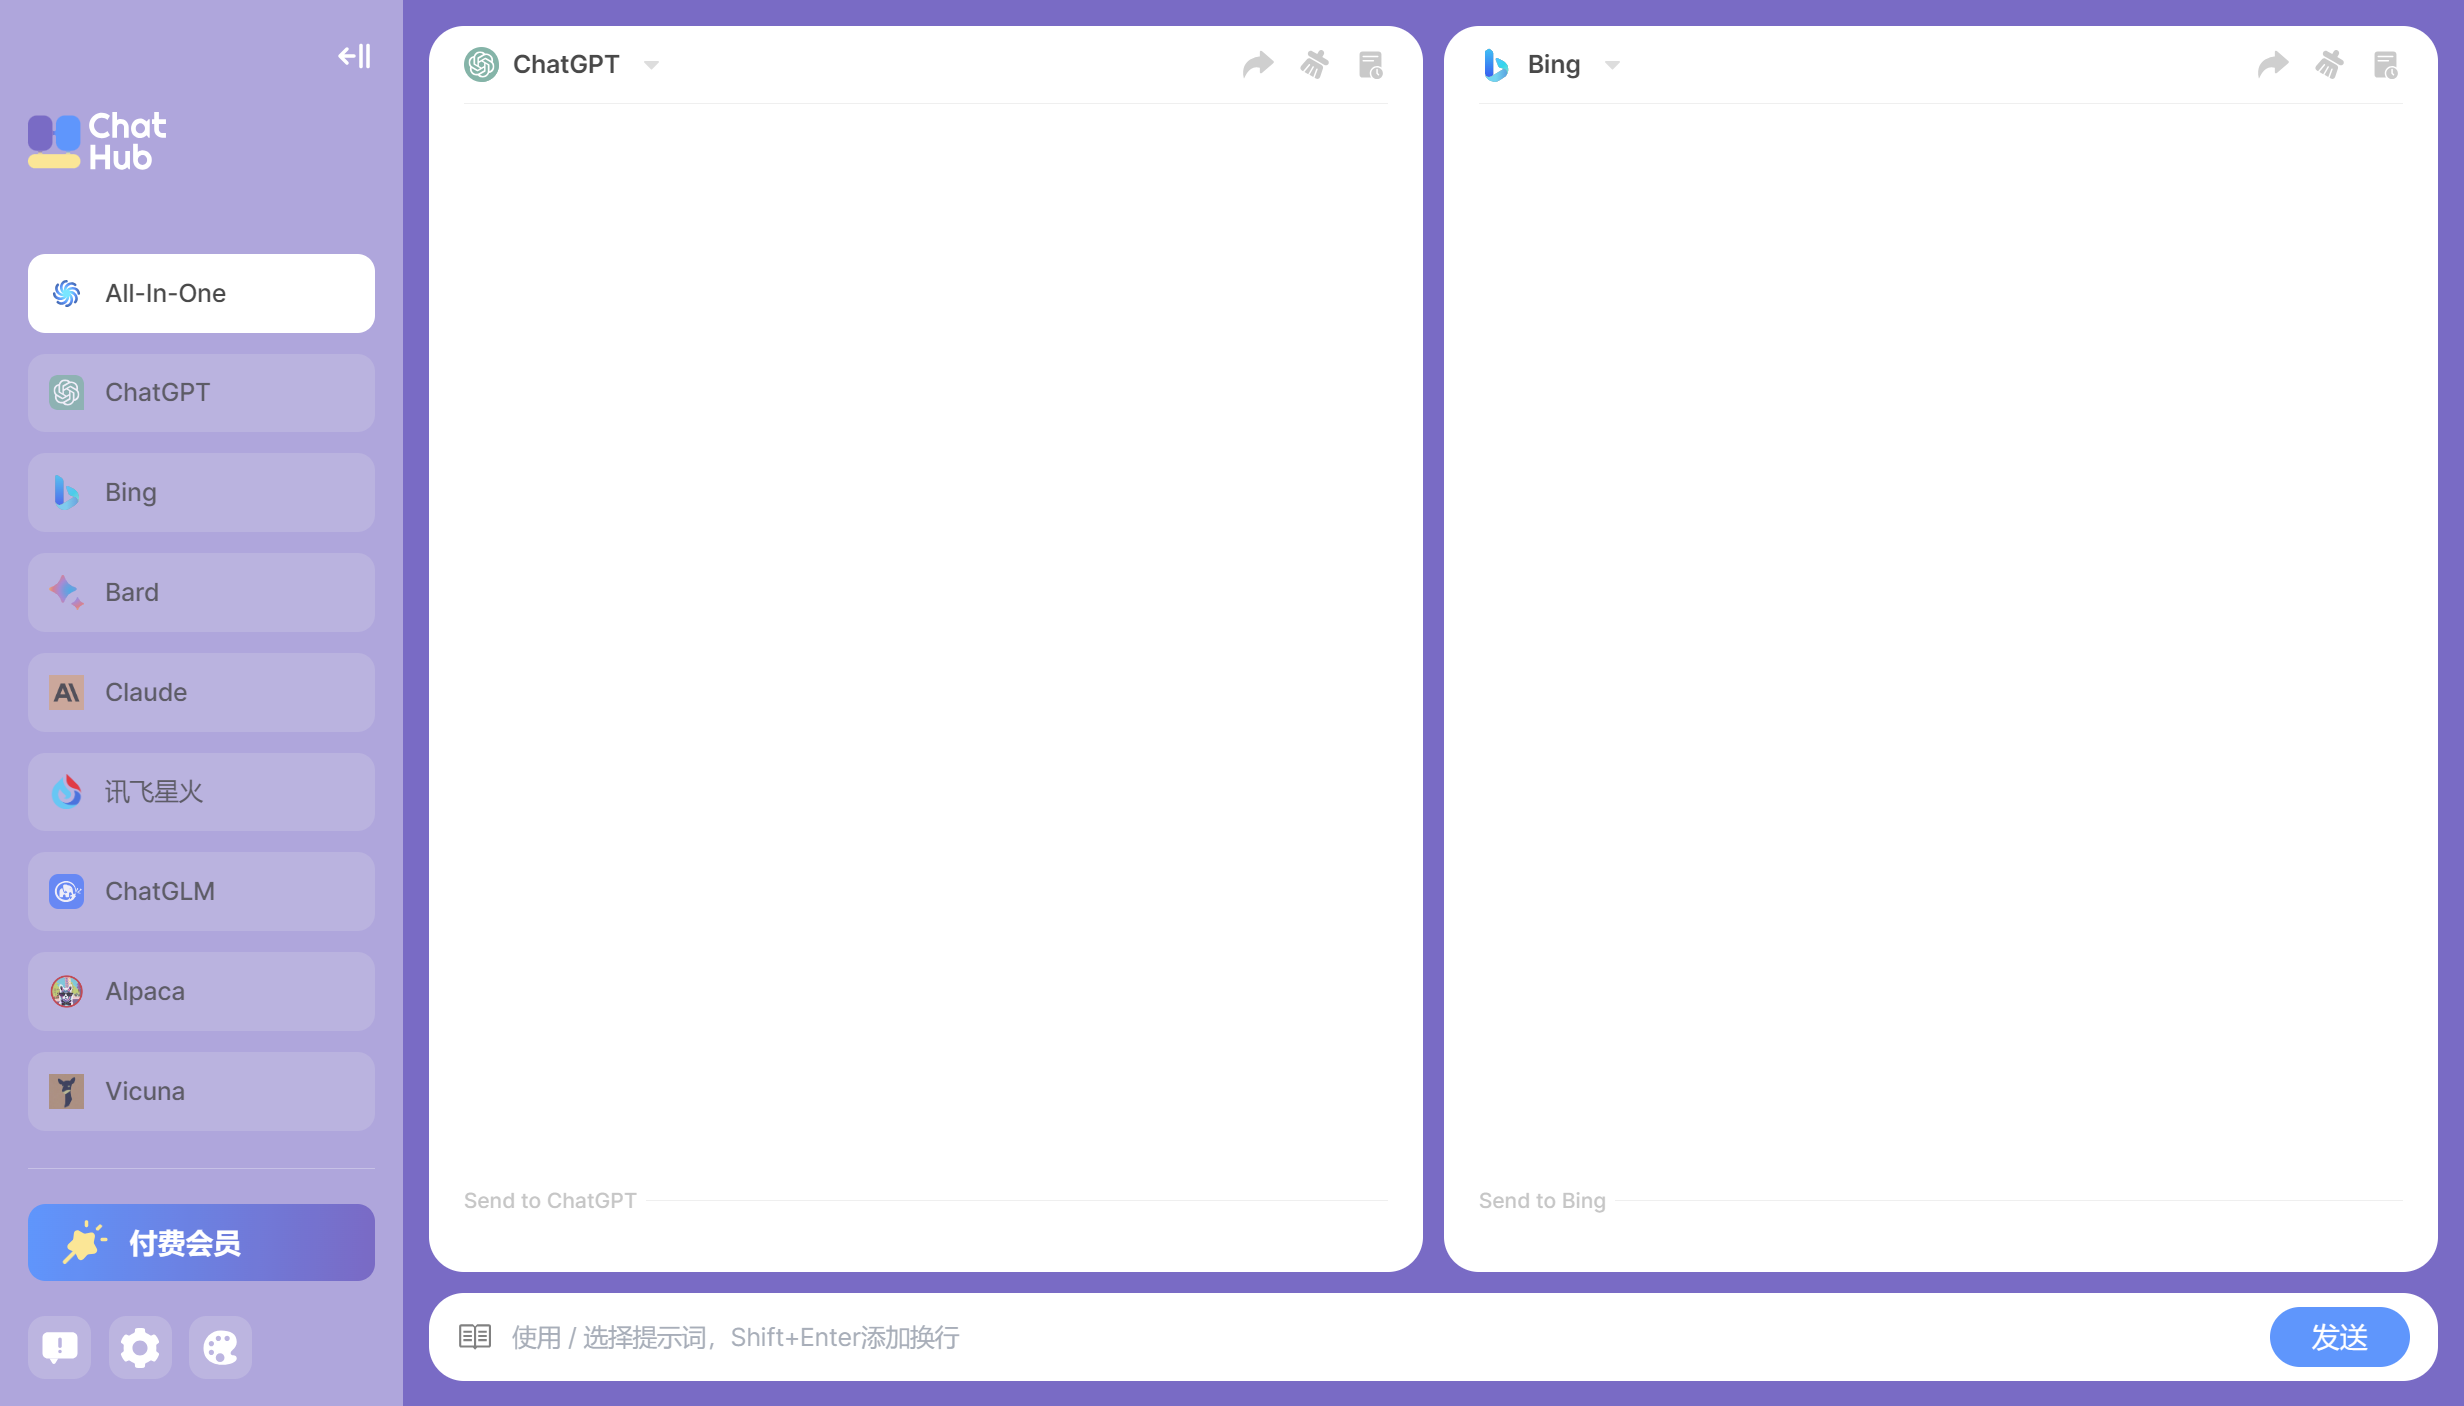 Chat
Hub
All-In-One
ChatGPT
Bing
Bard
Claude
讯飞星火
ChatGLM
Alpaca
Vicuna
付费会员
ChatGPT
Send to ChatGPT
Bing
Send to Bing
使用 / 选择提示词，Shift+Enter添加换行
发送